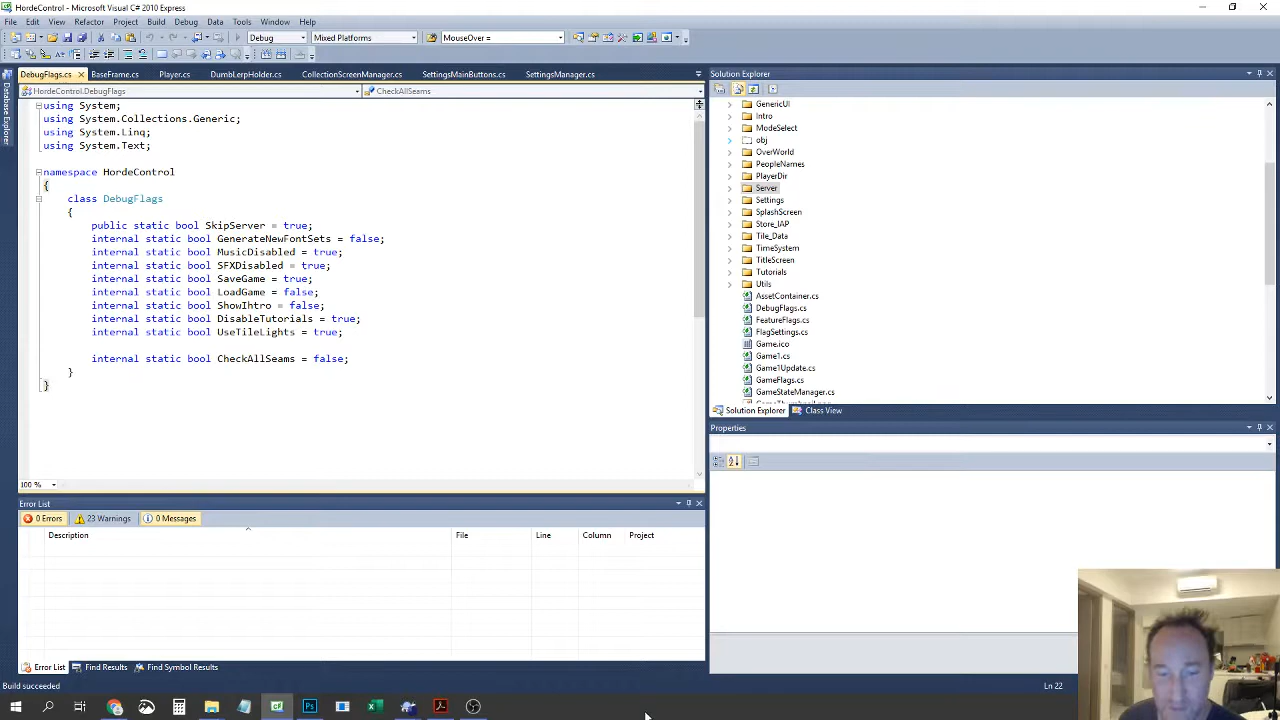 HordeControl - Microsoft Visual C# 2010 Express
File Edit View Refactor Project Build Debug Data Tools Window Help
Debug Mixed Platforms MouseOver =
DebugFlags.cs BaseFrame.cs Player.cs DumbLerpHolder.cs CollectionScreenManager.cs SettingsMainButtons.cs SettingsManager.cs
HordeControl.DebugFlags CheckAllSeams
Database Explorer
using System;
using System.Collections.Generic;
using System.Linq;
using System.Text;
namespace HordeControl
{
class DebugFlags
{
public static bool SkipServer = true;
internal static bool GenerateNewFontSets = false;
internal static bool MusicDisabled = true;
internal static bool SFXDisabled = true;
internal static bool SaveGame = true;
internal static bool LoadGame = false;
internal static bool ShowIhtro = false;
internal static bool DisableTutorials = true;
internal static bool UseTileLights = true;
internal static bool CheckAllSeams = false;
}
}
100 %
Error List
0 Errors 23 Warnings 0 Messages
Description File Line Column Project
Error List Find Results Find Symbol Results
Build succeeded
Ln 22
Solution Explorer
GenericUI
Intro
ModeSelect
obj
OverWorld
PeopleNames
PlayerDir
Server
Settings
SplashScreen
Store_IAP
Tile_Data
TimeSystem
TitleScreen
Tutorials
Utils
AssetContainer.cs
DebugFlags.cs
FeatureFlags.cs
FlagSettings.cs
Game.ico
Game1.cs
Game1Update.cs
GameFlags.cs
GameStateManager.cs
Solution Explorer Class View
Properties